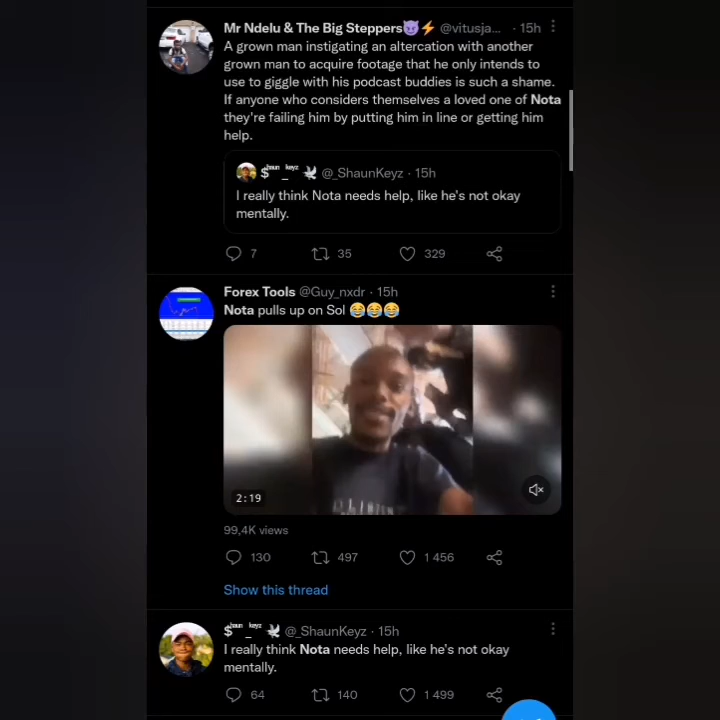 Mr Ndelu & The Big Steppers😈⚡ @vitusja... · 15h
A grown man instigating an altercation with another
grown man to acquire footage that he only intends to
use to giggle with his podcast buddies is such a shame.
If anyone who considers themselves a loved one of Nota
they're failing him by putting him in line or getting him
help.
$ʰᵃᵘⁿ _ ᵏᵉʸᶻ 🕊 @_ShaunKeyz · 15h
I really think Nota needs help, like he's not okay
mentally.
7 35 329
Forex Tools @Guy_nxdr · 15h
Nota pulls up on Sol 😂😂😂
2:19
99,4K views
130 497 1 456
Show this thread
$ʰᵃᵘⁿ _ ᵏᵉʸᶻ 🕊 @_ShaunKeyz · 15h
I really think Nota needs help, like he's not okay
mentally.
64 140 1 499